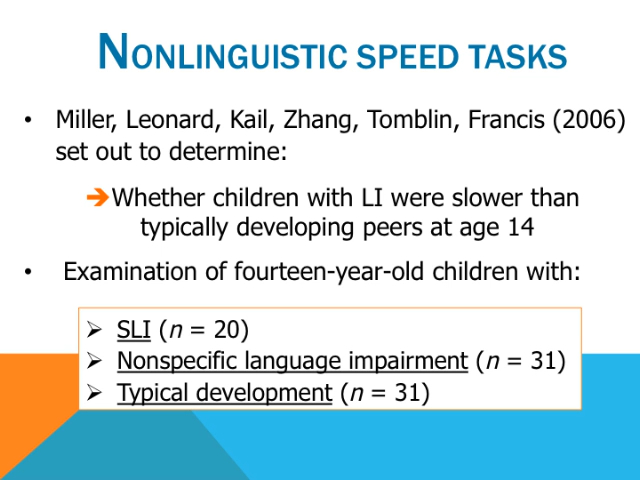 NONLINGUISTIC SPEED TASKS
• Miller, Leonard, Kail, Zhang, Tomblin, Francis (2006)
set out to determine:
➔Whether children with LI were slower than
typically developing peers at age 14
• Examination of fourteen-year-old children with:
➢ SLI (n = 20)
➢ Nonspecific language impairment (n = 31)
➢ Typical development (n = 31)